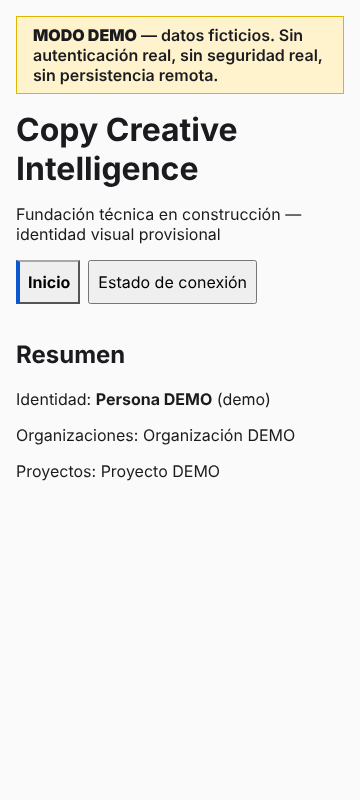 MODO DEMO — datos ficticios. Sin
autenticación real, sin seguridad real,
sin persistencia remota.
Copy Creative
Intelligence
Fundación técnica en construcción —
identidad visual provisional
Inicio
Estado de conexión
Resumen
Identidad: Persona DEMO (demo)
Organizaciones: Organización DEMO
Proyectos: Proyecto DEMO